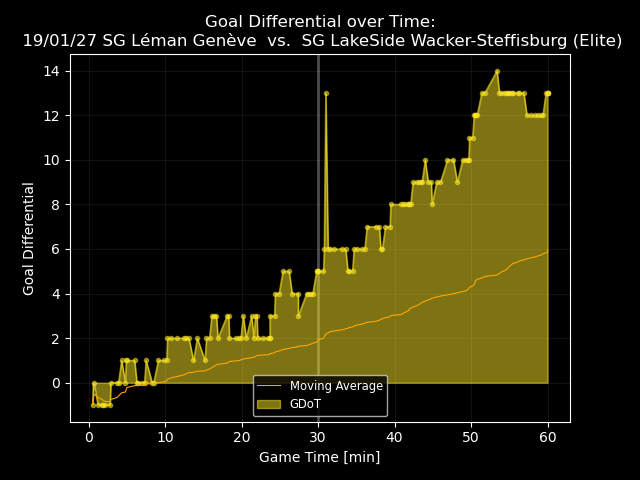 Goal Differential over Time:
19/01/27 SG Léman Genève vs. SG LakeSide Wacker-Steffisburg (Elite)
14
12
10
8
6
4
2
0
Goal Differential
Moving Average
GDoT
0 10 20 30 40 50 60
Game Time [min]